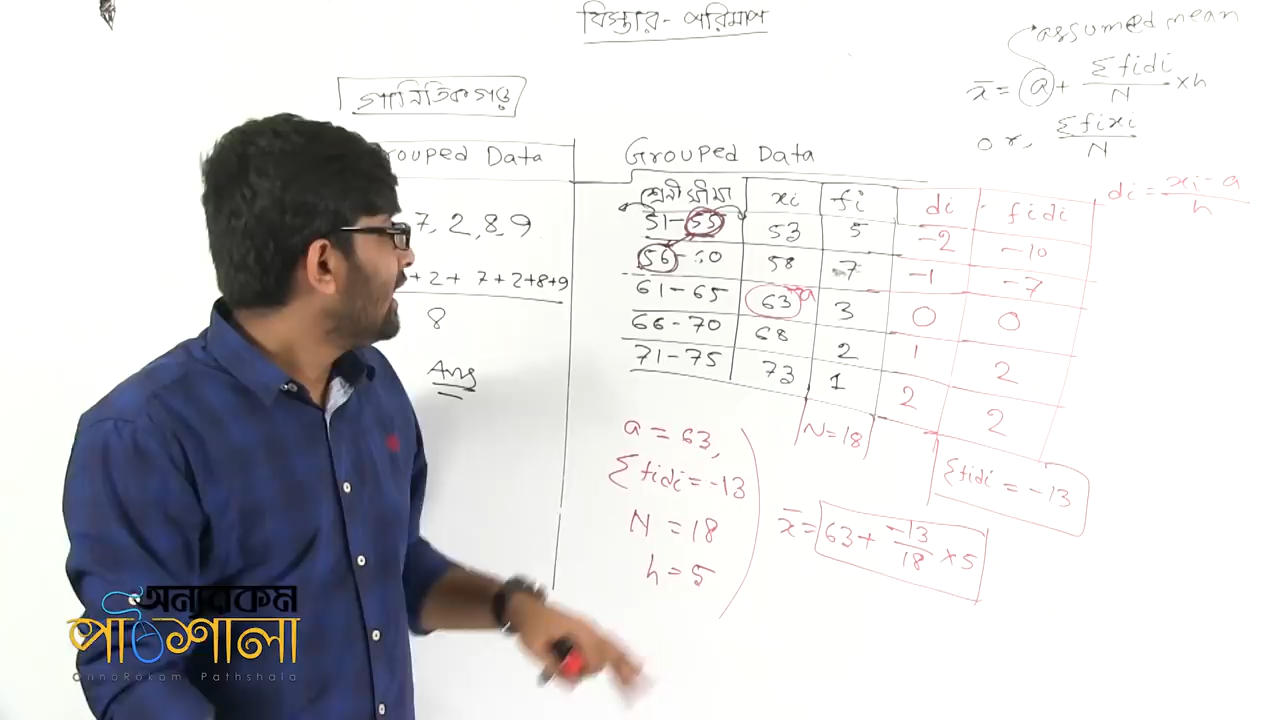 বিস্তার- পরিমাপ
assumed mean
x̄ = a + Σfidi/N × h
or, Σfixi/N
di = xi - a / h
গানিতিক গড়
rouped Data
7, 2, 8, 9
+ 2 + 7 + 2 + 8 + 9
8
Ans
Grouped Data
শ্রেনী সীমা xi fi di fidi
51-55 53 5 -2 -10
56-60 58 7 -1 -7
61-65 63 a 3 0 0
66-70 68 2 1 2
71-75 73 1 2 2
N=18
Σfidi = -13
a = 63,
Σfidi = -13
N = 18
h = 5
x̄ = 63 + -13/18 × 5
অন্যরকম
পাঠশালা
OnnoRokom Pathshala